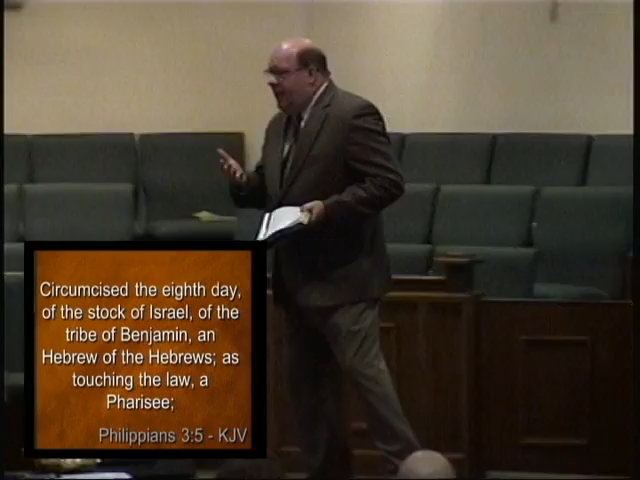 Circumcised the eighth day,
of the stock of Israel, of the
tribe of Benjamin, an
Hebrew of the Hebrews; as
touching the law, a
Pharisee;
Philippians 3:5 - KJV